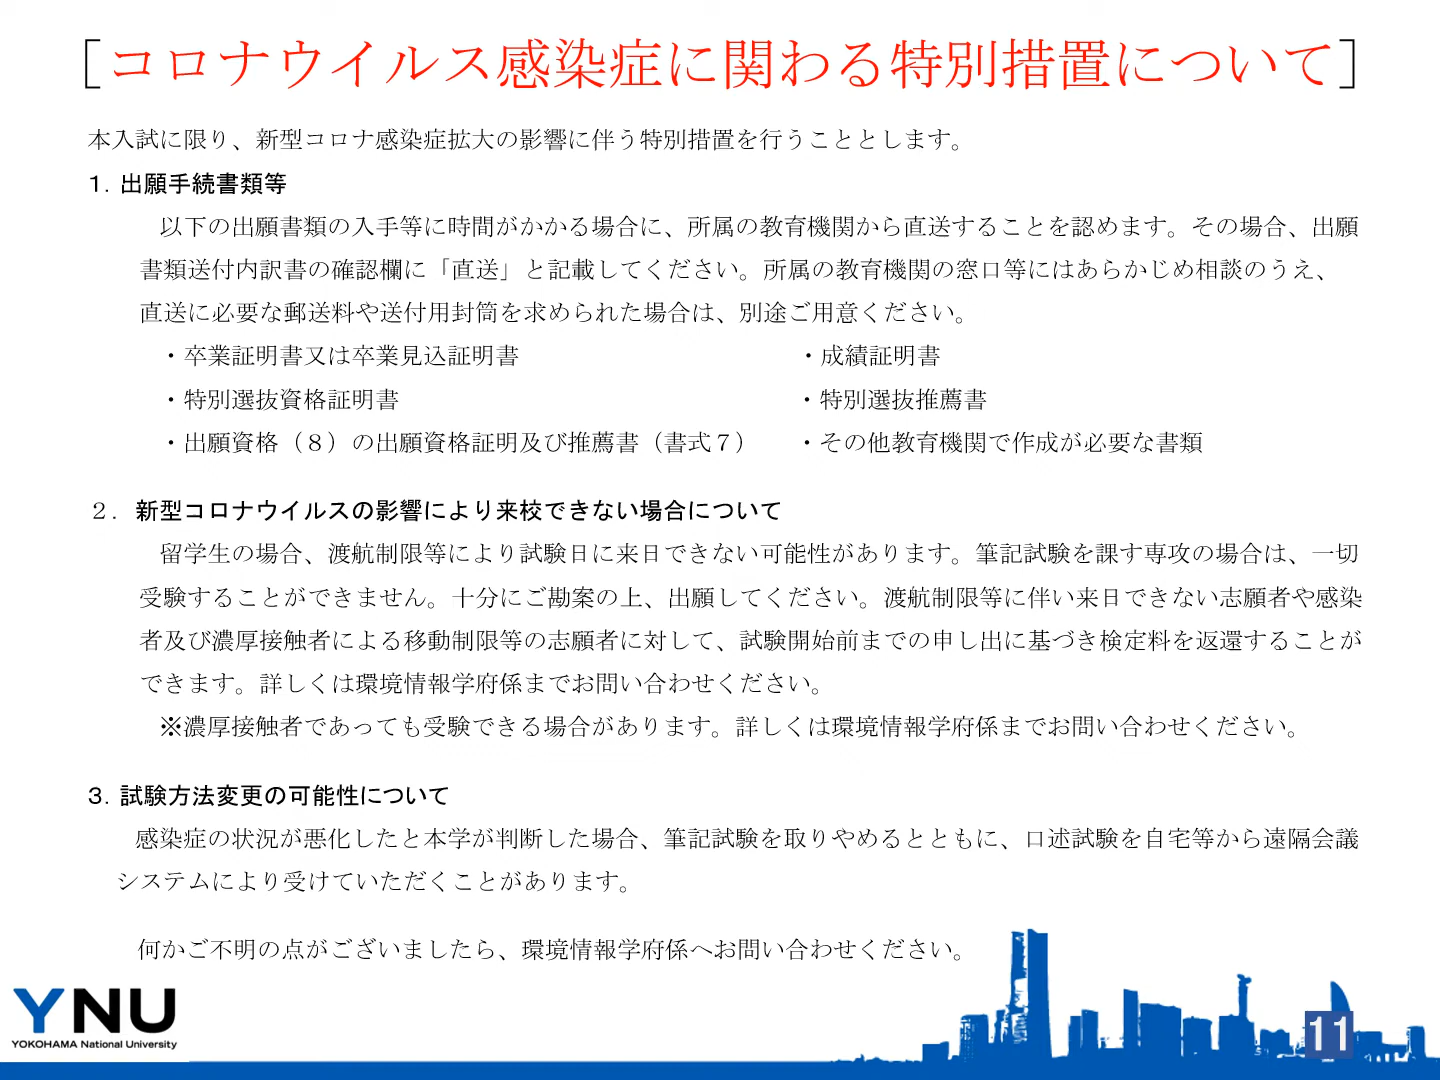 ［コロナウイルス感染症に関わる特別措置について］
本入試に限り、新型コロナ感染症拡大の影響に伴う特別措置を行うこととします。
１．出願手続書類等
以下の出願書類の入手等に時間がかかる場合に、所属の教育機関から直送することを認めます。その場合、出願
書類送付内訳書の確認欄に「直送」と記載してください。所属の教育機関の窓口等にはあらかじめ相談のうえ、
直送に必要な郵送料や送付用封筒を求められた場合は、別途ご用意ください。
・卒業証明書又は卒業見込証明書　・成績証明書
・特別選抜資格証明書　・特別選抜推薦書
・出願資格（８）の出願資格証明及び推薦書（書式７）　・その他教育機関で作成が必要な書類
２．新型コロナウイルスの影響により来校できない場合について
留学生の場合、渡航制限等により試験日に来日できない可能性があります。筆記試験を課す専攻の場合は、一切
受験することができません。十分にご勘案の上、出願してください。渡航制限等に伴い来日できない志願者や感染
者及び濃厚接触者による移動制限等の志願者に対して、試験開始前までの申し出に基づき検定料を返還することが
できます。詳しくは環境情報学府係までお問い合わせください。
※濃厚接触者であっても受験できる場合があります。詳しくは環境情報学府係までお問い合わせください。
３．試験方法変更の可能性について
感染症の状況が悪化したと本学が判断した場合、筆記試験を取りやめるとともに、口述試験を自宅等から遠隔会議
システムにより受けていただくことがあります。
何かご不明の点がございましたら、環境情報学府係へお問い合わせください。
YNU
YOKOHAMA National University
11